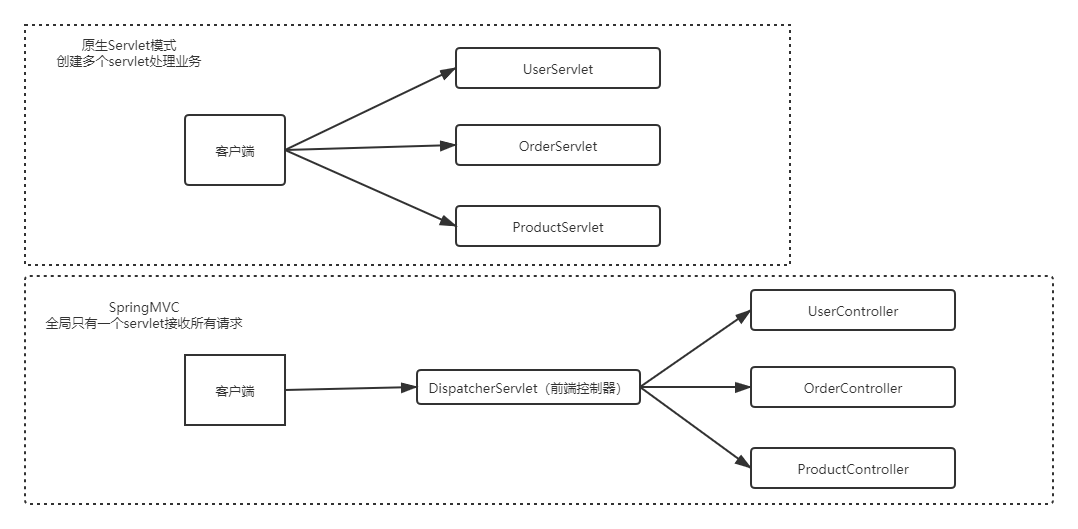 原生Servlet模式
创建多个servlet处理业务
UserServlet
客户端
OrderServlet
ProductServlet
SpringMVC
全局只有一个servlet接收所有请求
UserController
客户端
DispatcherServlet（前端控制器）
OrderController
ProductController